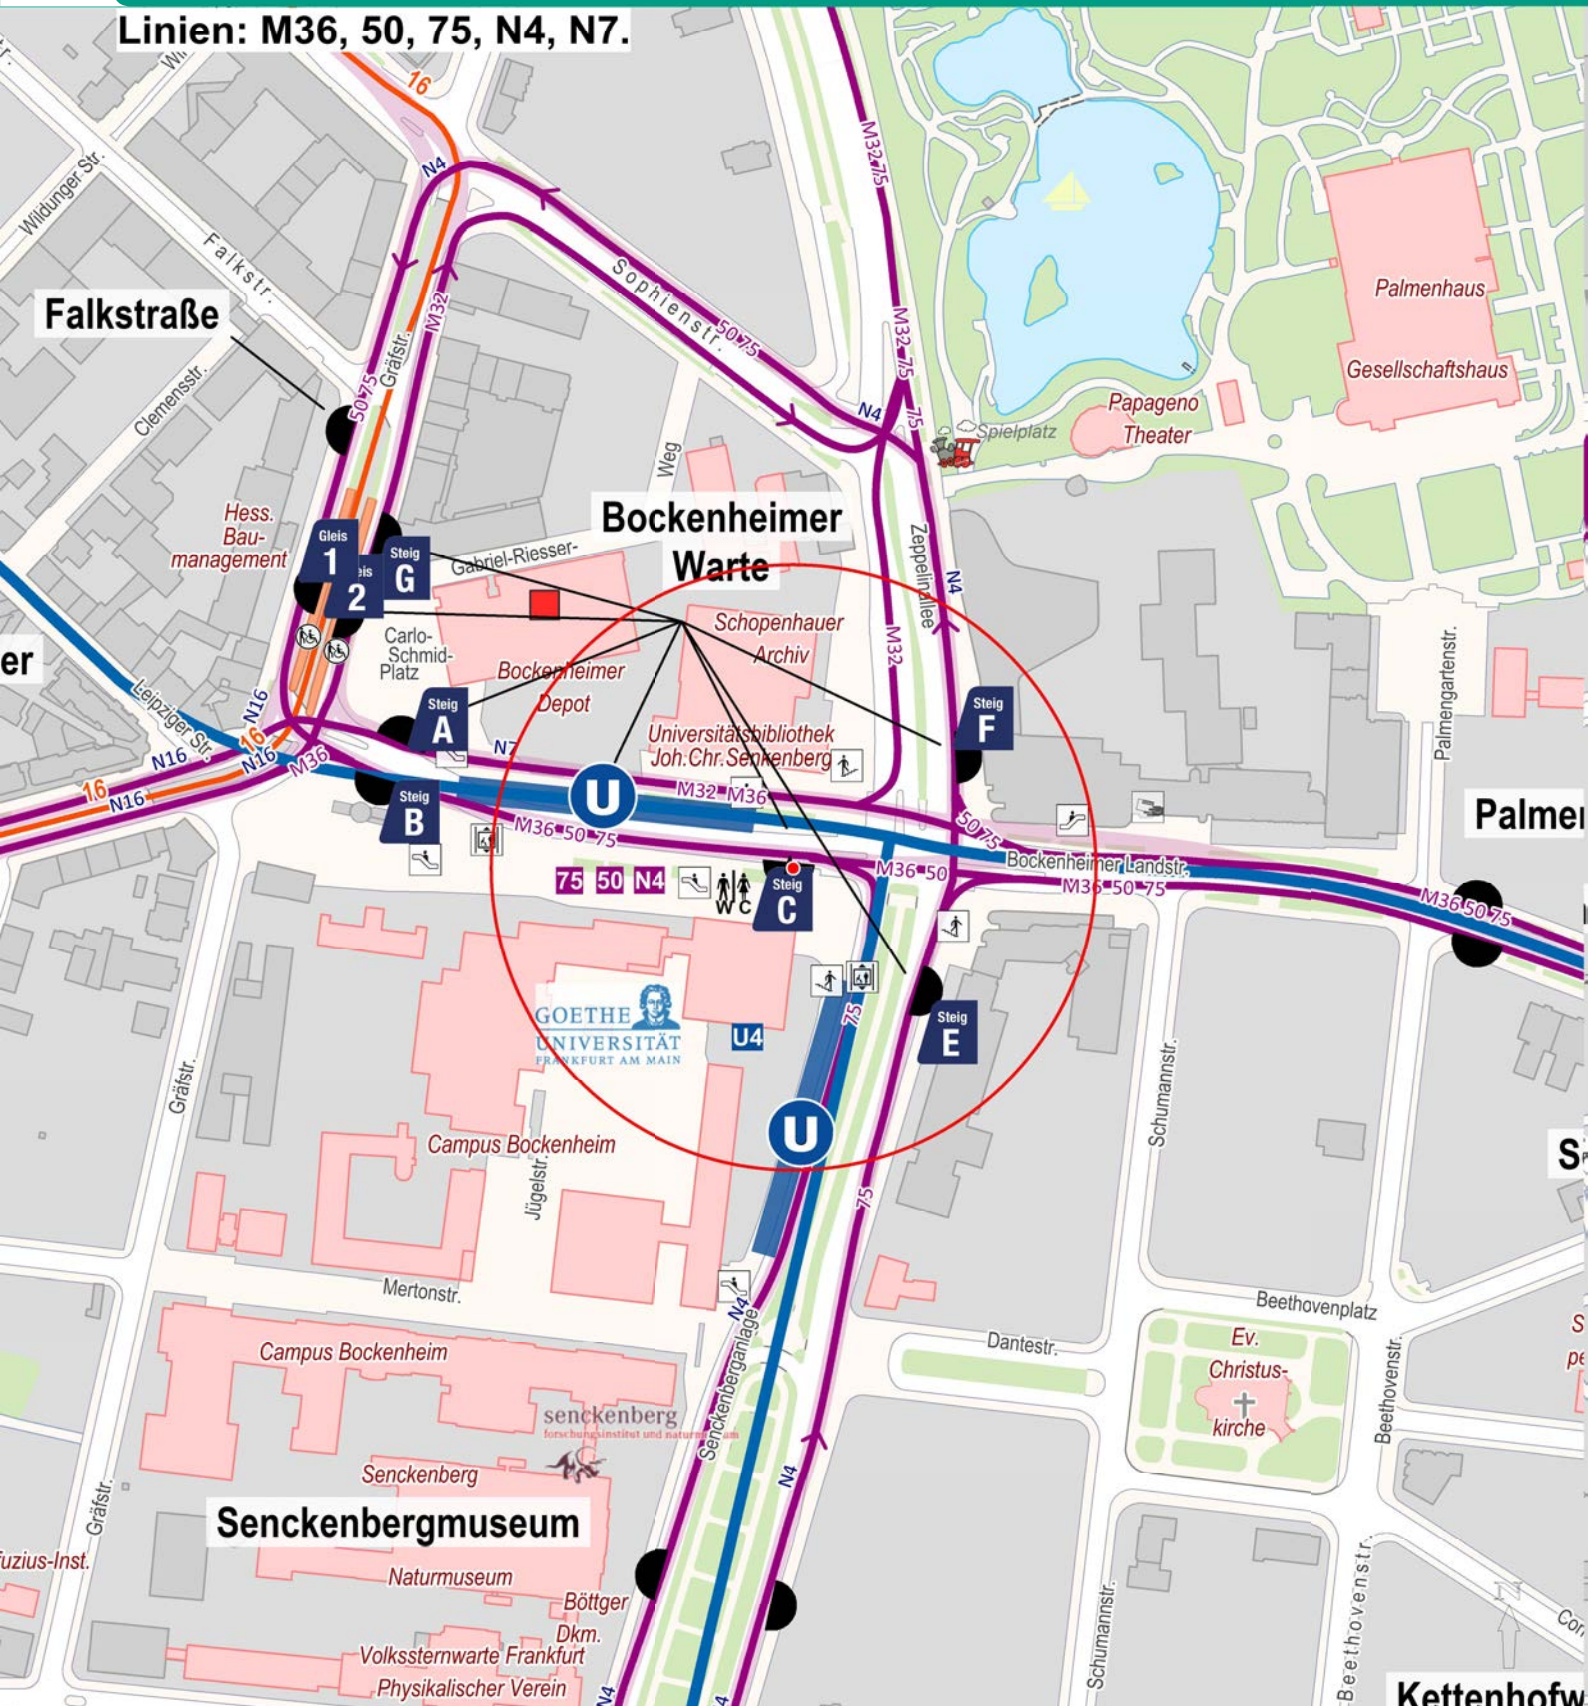 Linien: M36, 50, 75, N4, N7.
16
N4
M32 75
Wildunger Str.
Falkstr.
Sophienstr.
50 75
M32 75
Palmenhaus
Falkstraße
M32
Gräfstr.
50 75
Clemensstr.
N4
75
Gesellschaftshaus
Papageno
Theater
Spielplatz
Weg
Hess.
Bau-
management
Bockenheimer
Warte
Gleis
1
2
Steig
G
Gabriel-Riesser-
Zeppelinallee
N4
Schopenhauer
Archiv
M32
Carlo-
Schmid-
Platz
Bockenheimer
Depot
er
Leipziger Str.
N16
Steig
A
N7
Universitätsbibliothek
Joh.Chr.Senkenberg
Steig
F
Palmengartenstr.
16
N16
N16
M36
16
N16
U
M32 M36
Steig
B
M36 50 75
50 75
Bockenheimer Landstr.
M36 50
M36 50 75
M36 50 75
75 50 N4
WC
Steig
C
GOETHE
UNIVERSITÄT
FRANKFURT AM MAIN
U4
75
Steig
E
Gräfstr.
Schumannstr.
U
Campus Bockenheim
Jügelstr.
75
Mertonstr.
N4
Beethovenplatz
Dantestr.
Ev.
Christus-
kirche
Beethovenstr.
Campus Bockenheim
Senckenberganlage
senckenberg
Senckenberg
N4
Senckenbergmuseum
Gräfstr.
Naturmuseum
Böttger
Dkm.
Volkssternwarte Frankfurt
Physikalischer Verein
Schumannstr.
Beethovenstr.
N
N4